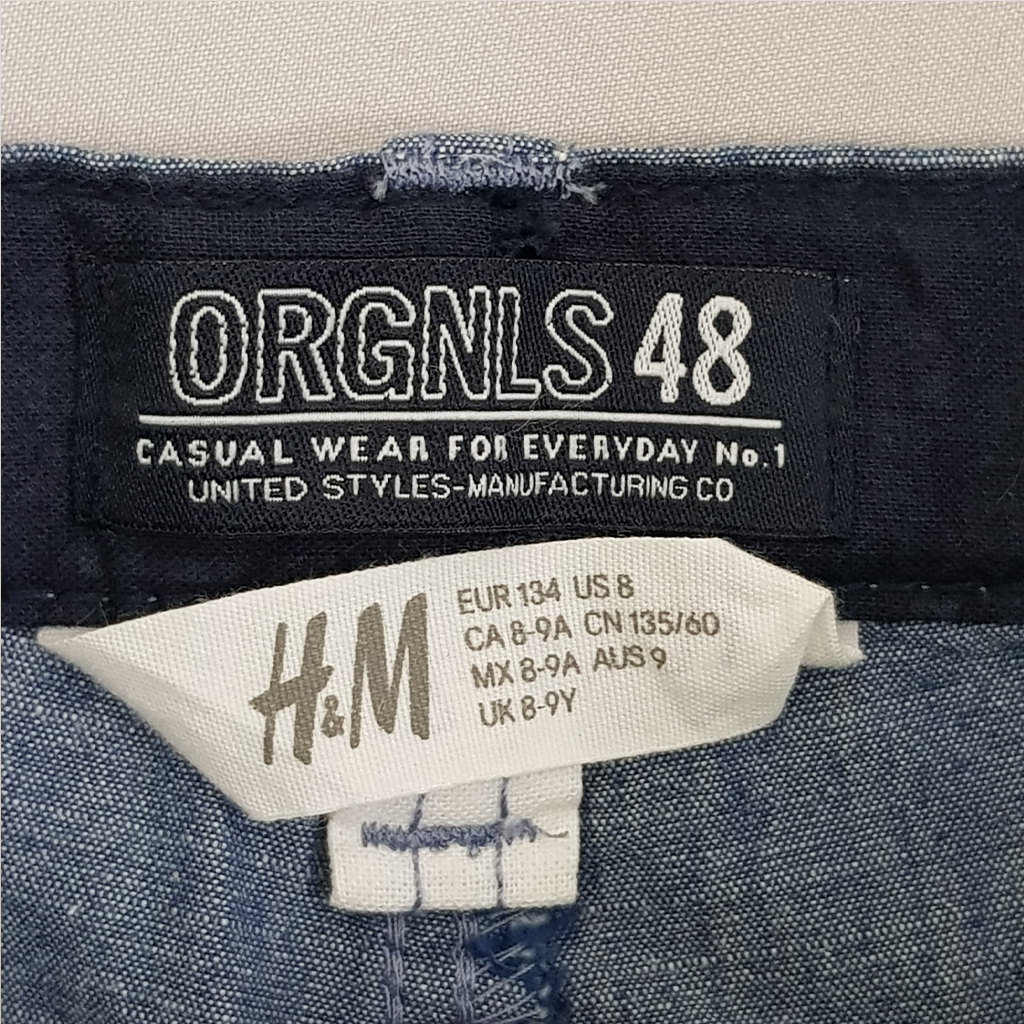 ORGNLS 48
CASUAL WEAR FOR EVERYDAY No.1
UNITED STYLES-MANUFACTURING CO
H&M
EUR 134 US 8
CA 8-9A CN 135/60
MX 8-9A AUS 9
UK 8-9Y